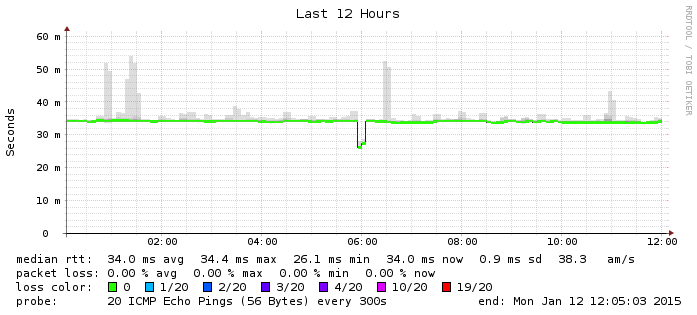 Last 12 Hours
RRDTOOL / TOBI OETIKER
Seconds
60 m
50 m
40 m
30 m
20 m
10 m
0
02:00 04:00 06:00 08:00 10:00 12:00
median rtt: 34.0 ms avg 34.4 ms max 26.1 ms min 34.0 ms now 0.9 ms sd 38.3 am/s
packet loss: 0.00 % avg 0.00 % max 0.00 % min 0.00 % now
loss color: 0 1/20 2/20 3/20 4/20 10/20 19/20
probe: 20 ICMP Echo Pings (56 Bytes) every 300s end: Mon Jan 12 12:05:03 2015